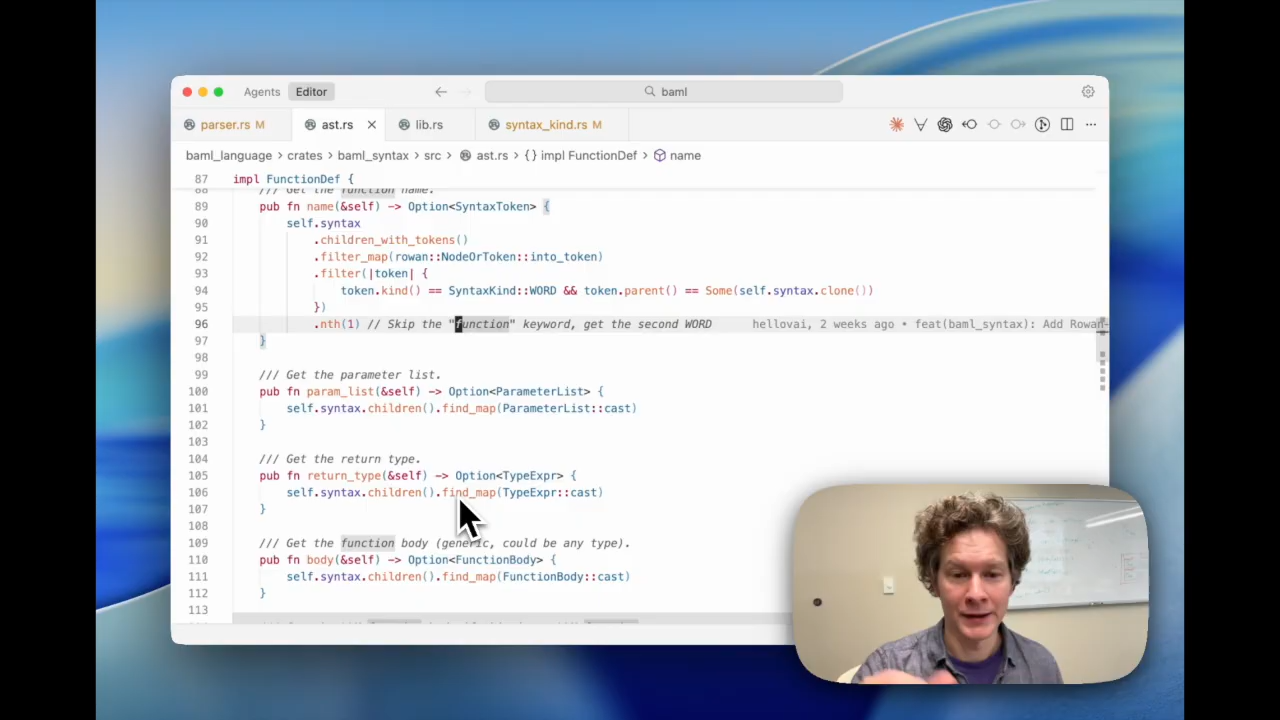 Agents Editor baml
parser.rs M ast.rs lib.rs syntax_kind.rs M
baml_language > crates > baml_syntax > src > ast.rs > {} impl FunctionDef > name
87 impl FunctionDef {
88 /// Get the function name.
89 pub fn name(&self) -> Option<SyntaxToken> {
90 self.syntax
91 .children_with_tokens()
92 .filter_map(rowan::NodeOrToken::into_token)
93 .filter(|token| {
94 token.kind() == SyntaxKind::WORD && token.parent() == Some(self.syntax.clone())
95 })
96 .nth(1) // Skip the "function" keyword, get the second WORD hellovai, 2 weeks ago • feat(baml_syntax): Add Rowan-
97 }
98
99 /// Get the parameter list.
100 pub fn param_list(&self) -> Option<ParameterList> {
101 self.syntax.children().find_map(ParameterList::cast)
102 }
103
104 /// Get the return type.
105 pub fn return_type(&self) -> Option<TypeExpr> {
106 self.syntax.children().find_map(TypeExpr::cast)
107 }
108
109 /// Get the function body (generic, could be any type).
110 pub fn body(&self) -> Option<FunctionBody> {
111 self.syntax.children().find_map(FunctionBody::cast)
112 }
113